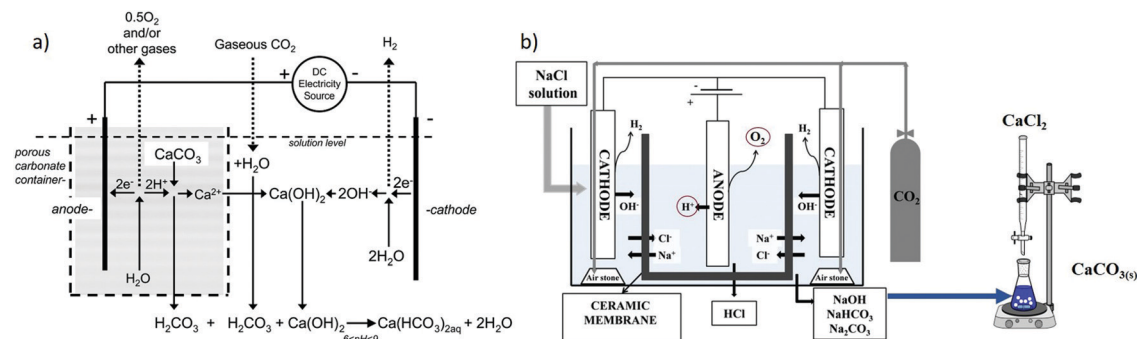 a)
0.5O₂
and/or
other gases
Gaseous CO₂
H₂
+
DC
Electricity
Source
-
+
-
solution level
porous
carbonate
container-
CaCO₃
+H₂O
2e⁻
2H⁺
Ca²⁺
Ca(OH)₂
2OH⁻
2e⁻
anode-
-cathode
H₂O
2H₂O
H₂CO₃ + H₂CO₃ + Ca(OH)₂ → Ca(HCO₃)₂aq + 2H₂O
6<pH<9
b)
NaCl
solution
-
+
H₂
O₂
H₂
CATHODE
ANODE
CATHODE
CO₂
OH⁻
H⁺
OH⁻
Cl⁻
Na⁺
Na⁺
Cl⁻
Air stone
Air stone
CERAMIC
MEMBRANE
HCl
NaOH
NaHCO₃
Na₂CO₃
CaCl₂
CaCO₃(s)